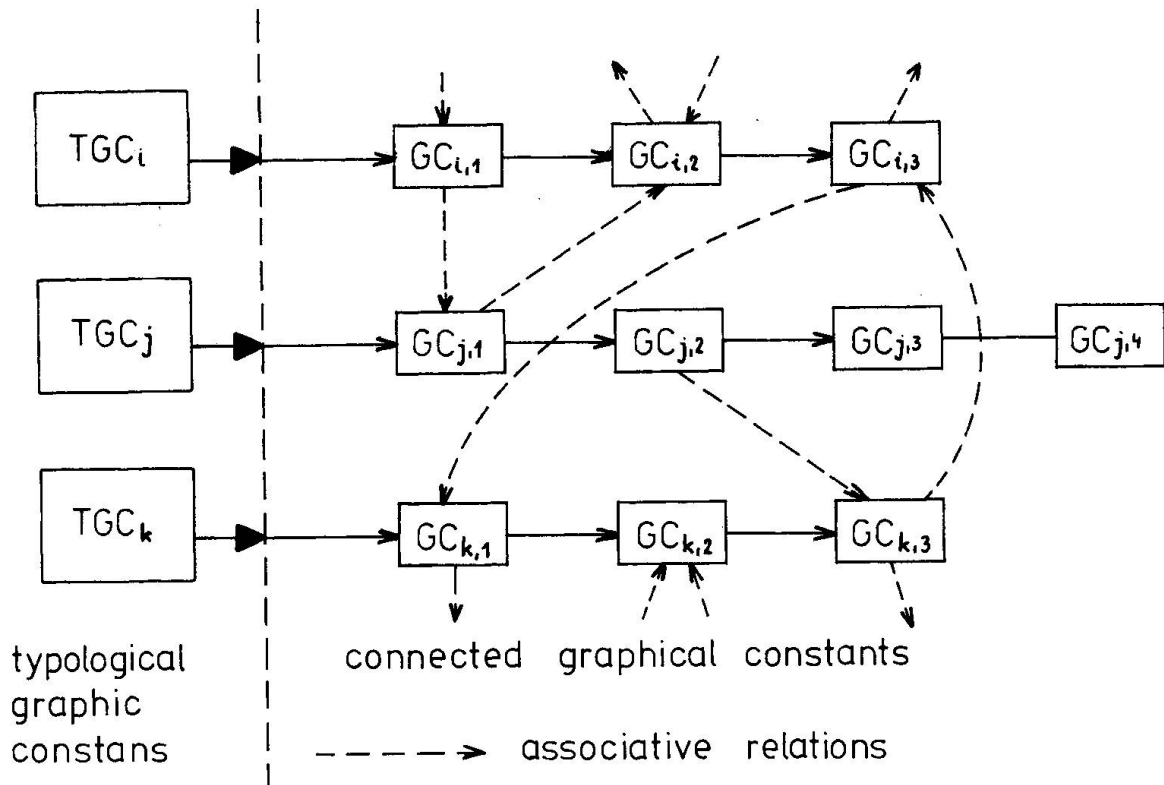 TGCi GCi,1 GCi,2 GCi,3
TGCj GCj,1 GCj,2 GCj,3 GCj,4
TGCk GCk,1 GCk,2 GCk,3
typological
graphic
constans
connected graphical constants
associative relations